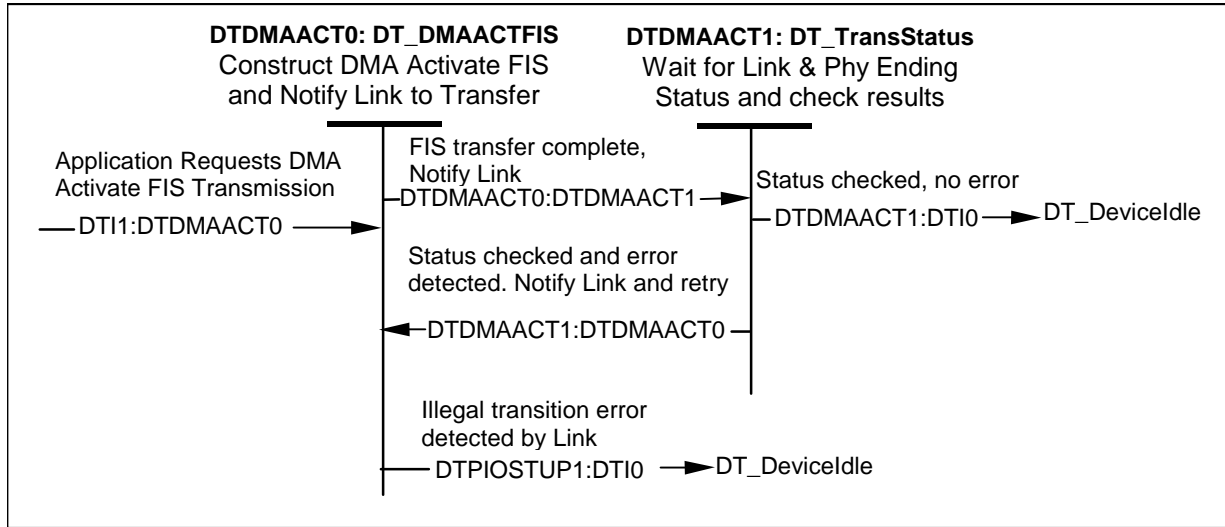 DTDMAACT0: DT_DMAACTFIS
Construct DMA Activate FIS
and Notify Link to Transfer
DTDMAACT1: DT_TransStatus
Wait for Link & Phy Ending
Status and check results
Application Requests DMA
Activate FIS Transmission
DTI1:DTDMAACT0
FIS transfer complete,
Notify Link
DTDMAACT0:DTDMAACT1
Status checked, no error
DTDMAACT1:DTI0
DT_DeviceIdle
Status checked and error
detected. Notify Link and retry
DTDMAACT1:DTDMAACT0
Illegal transition error
detected by Link
DTPIOSTUP1:DTI0
DT_DeviceIdle